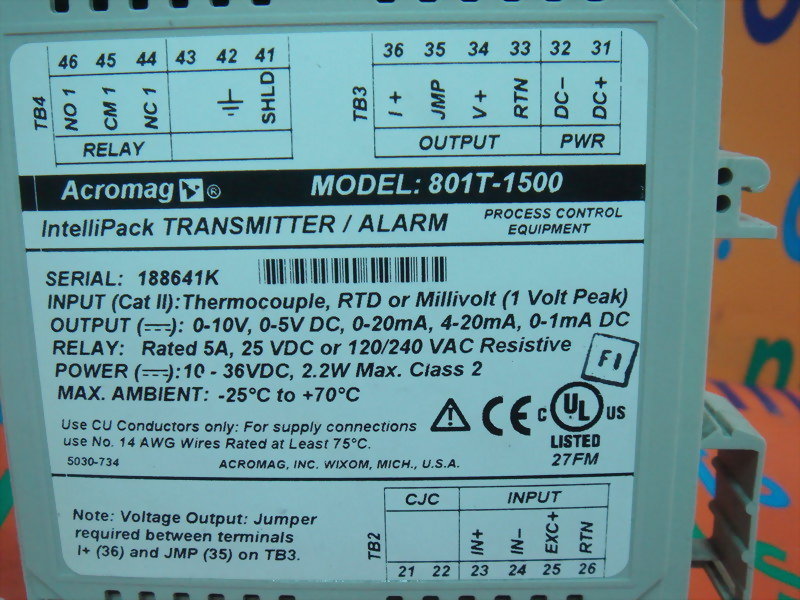 46 45 44 43 42 41
TB4 NO 1 CM 1 NC 1 SHLD
RELAY
36 35 34 33 32 31
TB3 I+ JMP V+ RTN DC- DC+
OUTPUT PWR
Acromag ® MODEL: 801T-1500
IntelliPack TRANSMITTER / ALARM
PROCESS CONTROL
EQUIPMENT
SERIAL: 188641K
INPUT (Cat II): Thermocouple, RTD or Millivolt (1 Volt Peak)
OUTPUT (⎓): 0-10V, 0-5V DC, 0-20mA, 4-20mA, 0-1mA DC
RELAY: Rated 5A, 25 VDC or 120/240 VAC Resistive
POWER (⎓): 10 - 36VDC, 2.2W Max. Class 2
MAX. AMBIENT: -25°C to +70°C
F1
Use CU Conductors only: For supply connections
use No. 14 AWG Wires Rated at Least 75°C.
CE C UL US
LISTED
27FM
5030-734 ACROMAG, INC. WIXOM, MICH., U.S.A.
Note: Voltage Output: Jumper
required between terminals
I+ (36) and JMP (35) on TB3.
CJC INPUT
TB2 IN+ IN- EXC+ RTN
21 22 23 24 25 26